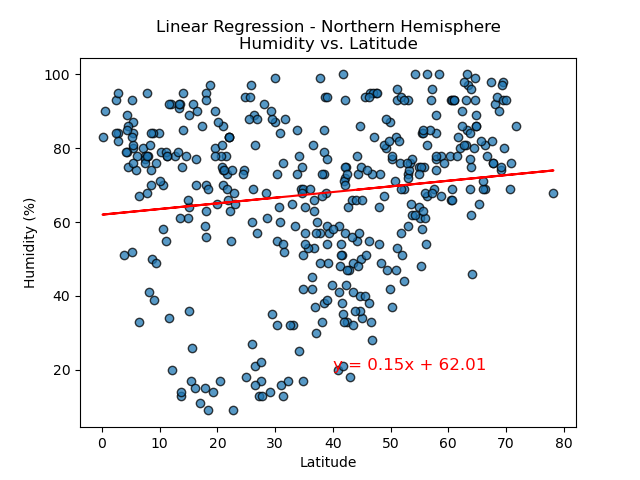 Linear Regression - Northern Hemisphere
Humidity vs. Latitude
100
80
60
40
20
Humidity (%)
y = 0.15x + 62.01
0 10 20 30 40 50 60 70 80
Latitude